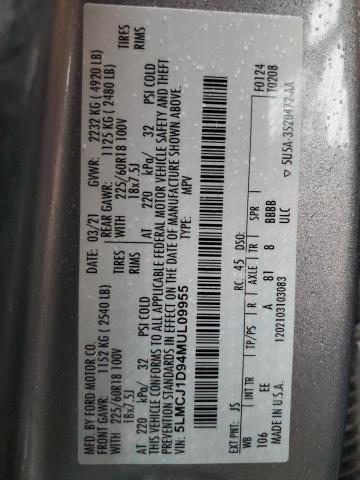 MFD. BY FORD MOTOR CO.
DATE: 03/21 GVWR: 2232 KG ( 4920 LB)
FRONT GAWR: 1152 KG ( 2540 LB) REAR GAWR: 1125 KG ( 2480 LB)
WITH 225/60R18 100V TIRES WITH 225/60R18 100V TIRES
18x7.5J RIMS 18x7.5J RIMS
AT 220 kPa/ 32 PSI COLD AT 220 kPa/ 32 PSI COLD
THIS VEHICLE CONFORMS TO ALL APPLICABLE FEDERAL MOTOR VEHICLE SAFETY AND THEFT
PREVENTION STANDARDS IN EFFECT ON THE DATE OF MANUFACTURE SHOWN ABOVE.
VIN: 5LMCJ1D94MUL09955
TYPE: MPV
F0124
T0208
EXT PNT: JS RC: 45 DSO:
WB INT TR TP/PS R AXLE TR SPR
106 EE A 81 8 BBBB
ULC
1202103103083
▽ 5U5A-3520472-AA
MADE IN U.S.A.